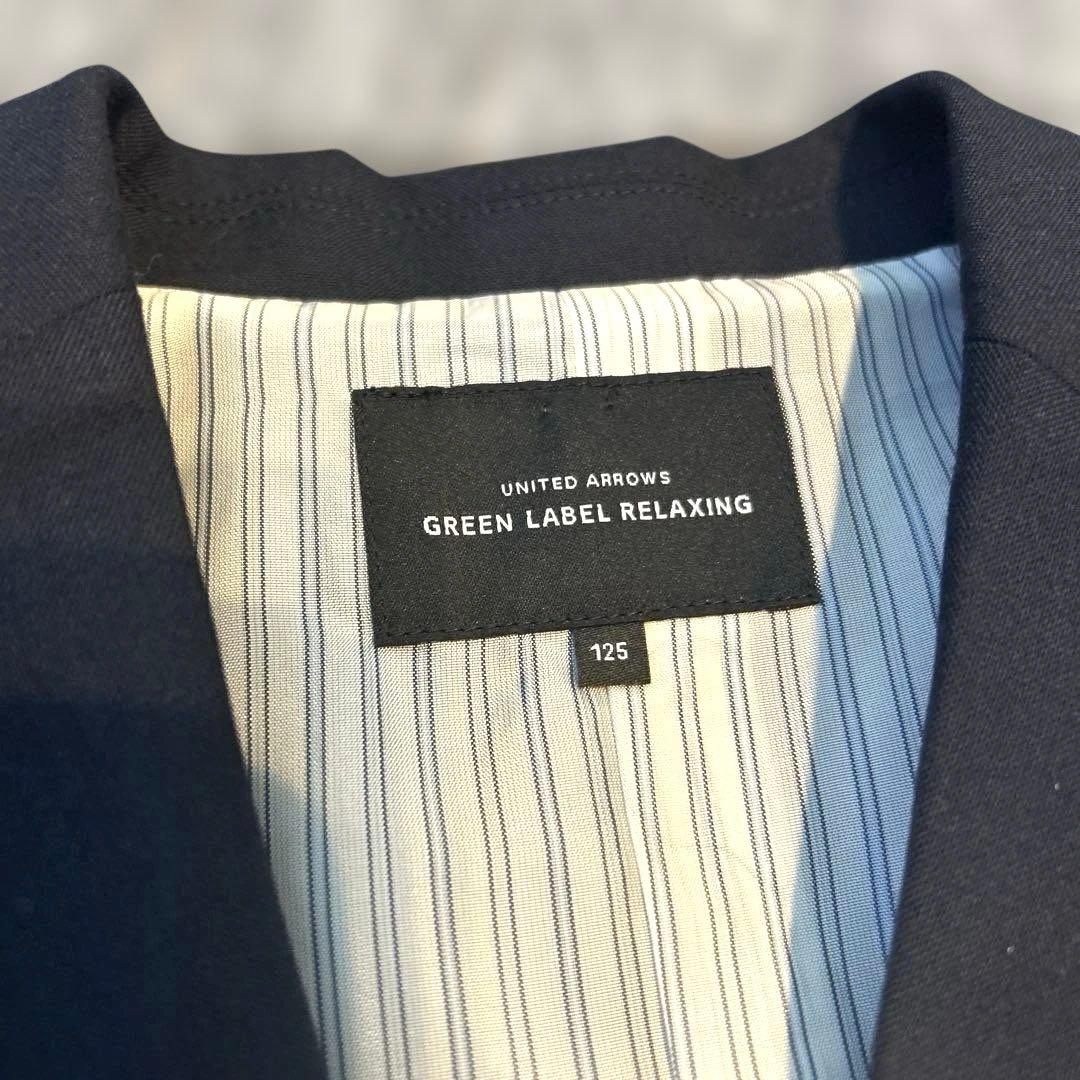 UNITED ARROWS
GREEN LABEL RELAXING
125